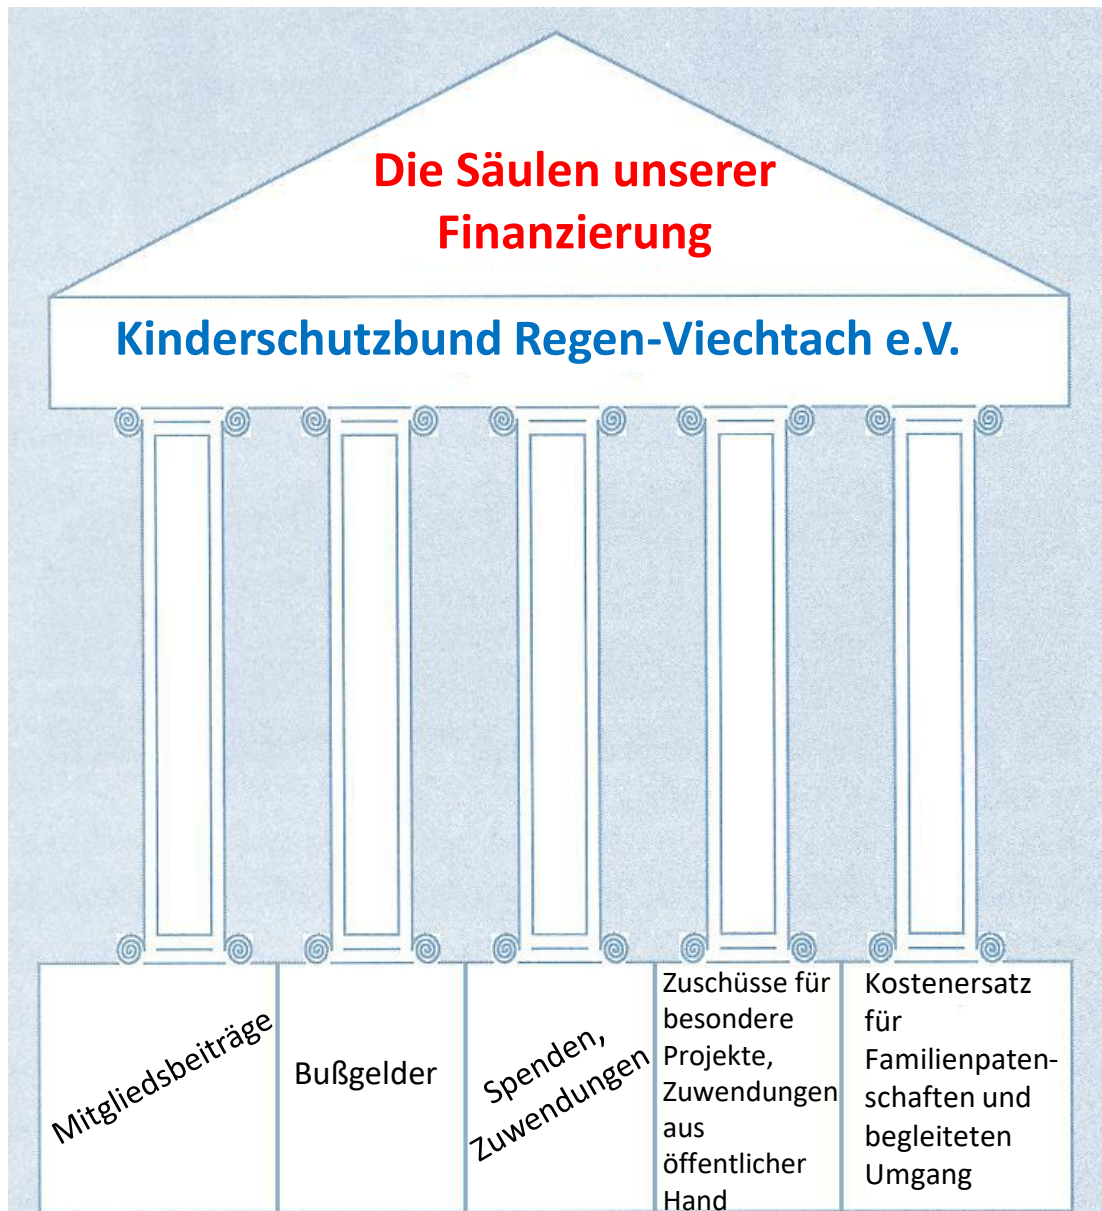 Die Säulen unserer
Finanzierung
Kinderschutzbund Regen-Viechtach e.V.
Mitgliedsbeiträge
Bußgelder
Spenden,
Zuwendungen
Zuschüsse für
besondere
Projekte,
Zuwendungen
aus
öffentlicher
Hand
Kostenersatz
für
Familienpaten-
schaften und
begleiteten
Umgang